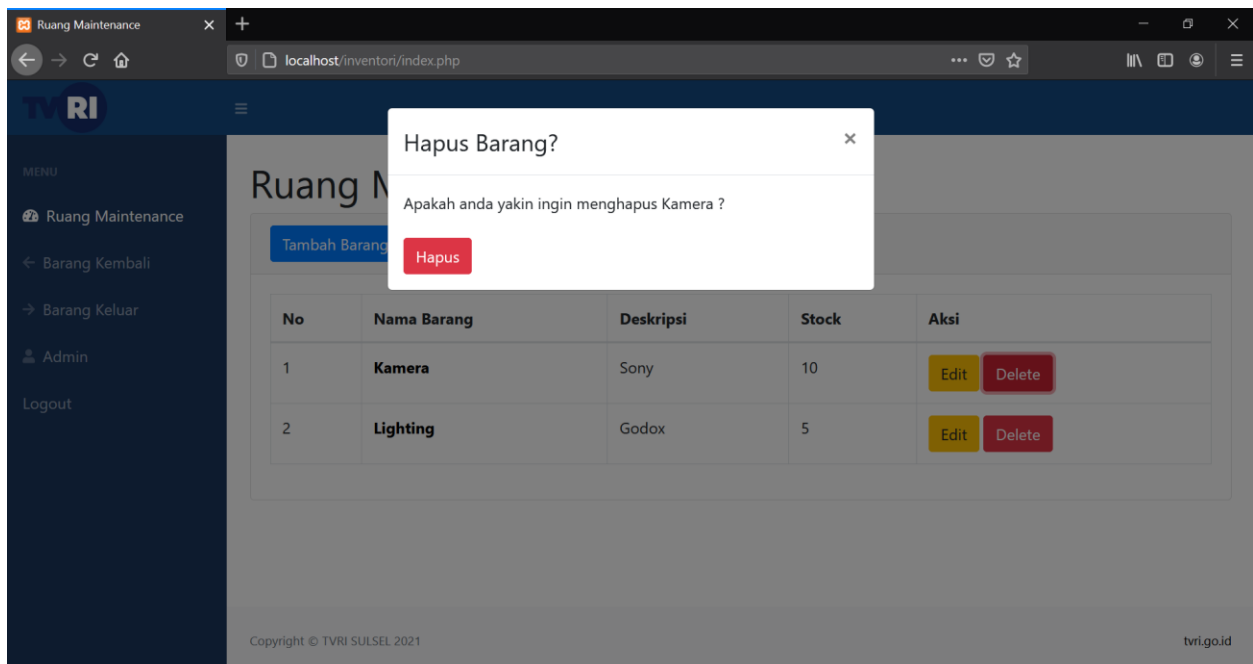 Ruang Maintenance
localhost/inventori/index.php
TVRI
Hapus Barang?
Apakah anda yakin ingin menghapus Kamera ?
Hapus
MENU
Ruang Maintenance
Barang Kembali
Barang Keluar
Admin
Logout
Ruang M
Tambah Barang
No Nama Barang Deskripsi Stock Aksi
1 Kamera Sony 10 Edit Delete
2 Lighting Godox 5 Edit Delete
Copyright © TVRI SULSEL 2021 tvri.go.id